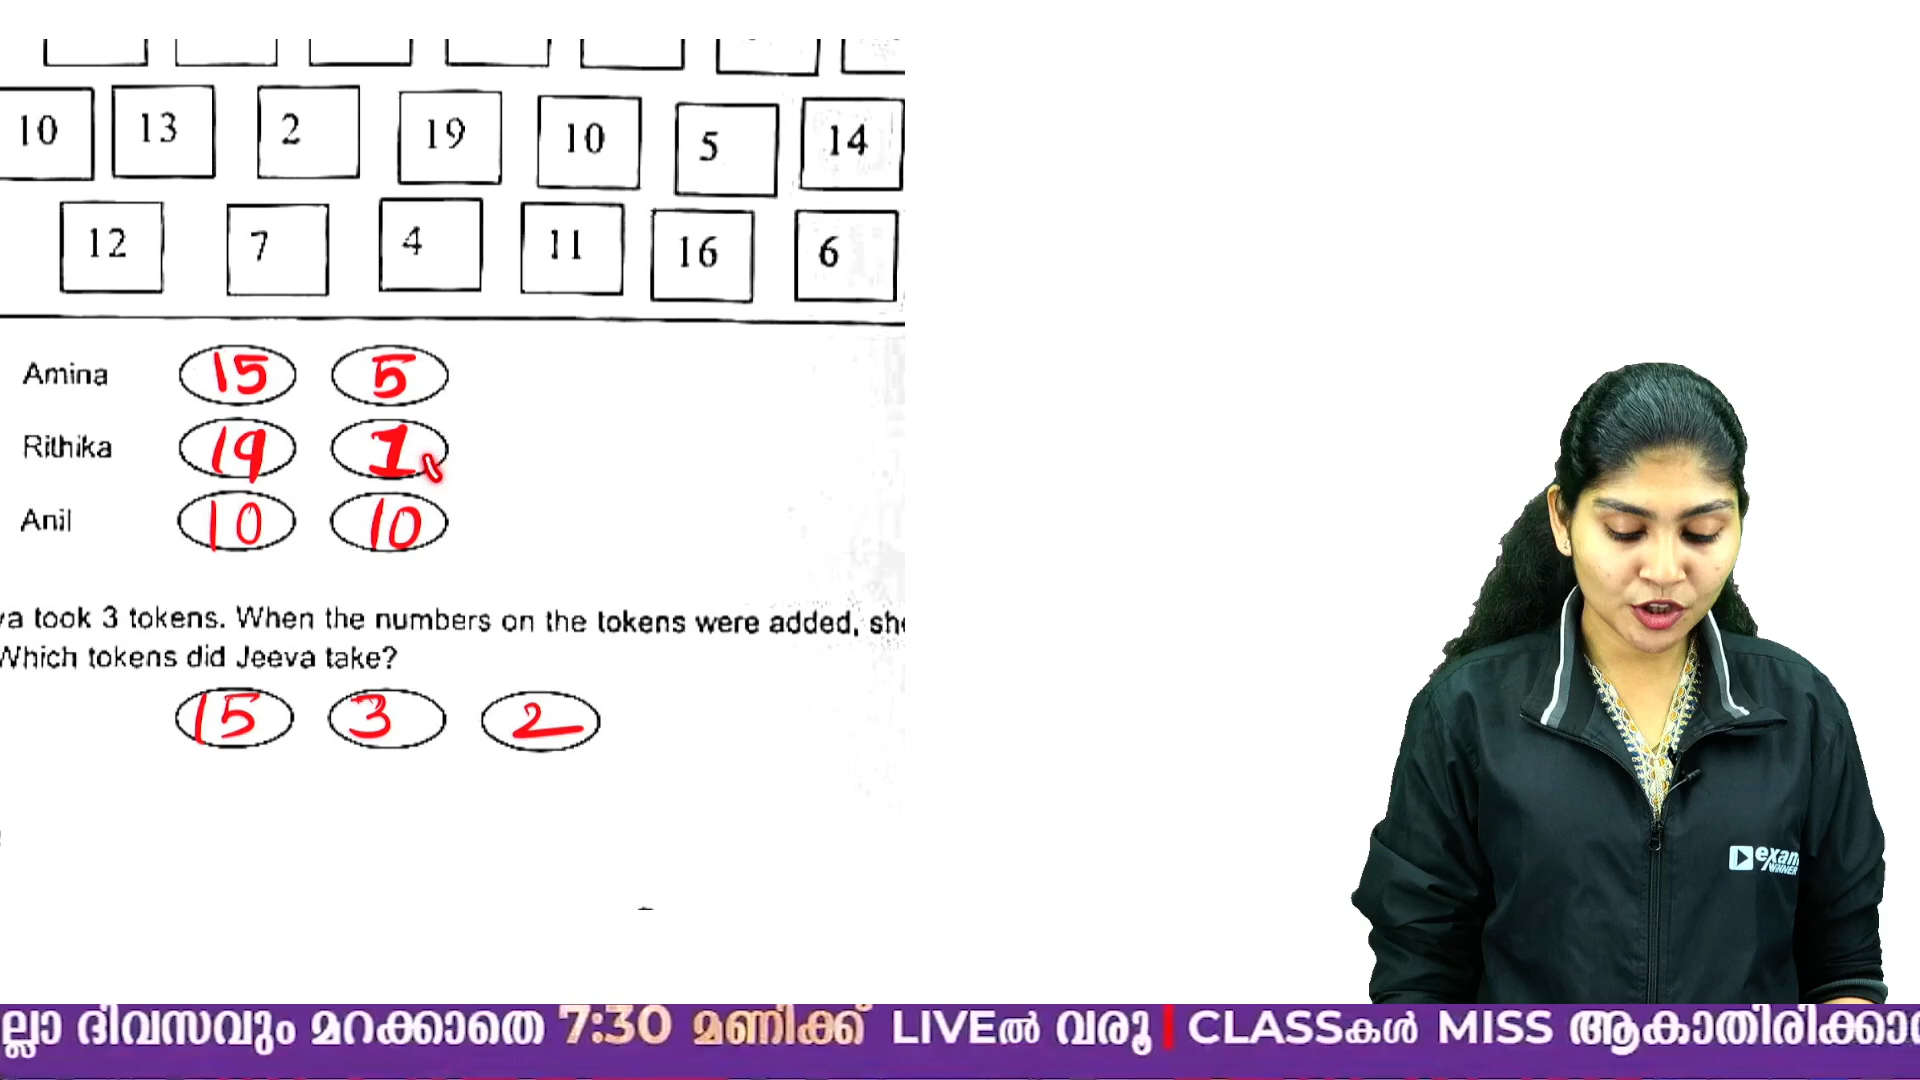 10 13 2 19 10 5 14
12 7 4 11 16 6
Amina 15 5
Rithika 19 1
Anil 10 10
va took 3 tokens. When the numbers on the tokens were added, she
Which tokens did Jeeva take?
15 3 2
exam
WINNER
ല്ലാ ദിവസവും മറക്കാതെ 7:30 മണിക്ക് LIVEൽ വരൂ | CLASSകൾ MISS ആകാതിരിക്കാൻ